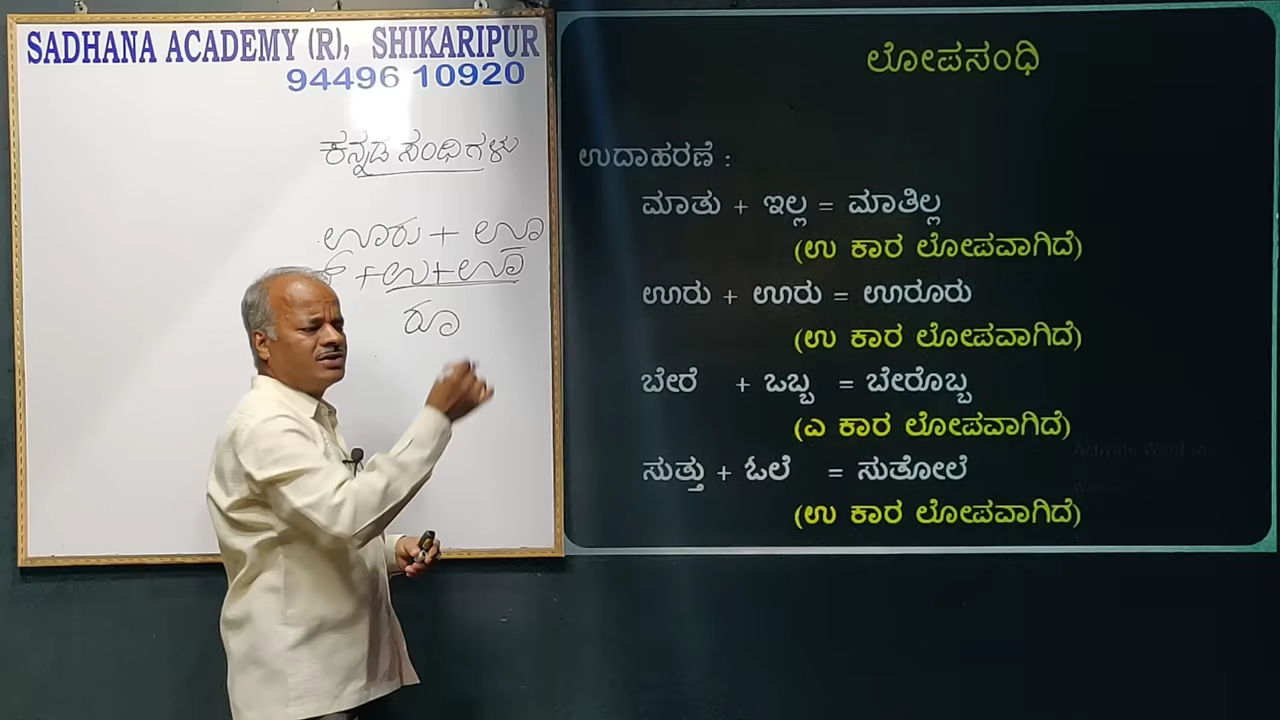 SADHANA ACADEMY (R), SHIKARIPUR
94496 10920
ಕನ್ನಡ ಸಂಧಿಗಳು
ಊರು + ಊ
+ ಉ + ಊ
ರೂ
ಲೋಪಸಂಧಿ
ಉದಾಹರಣೆ :
ಮಾತು + ಇಲ್ಲ = ಮಾತಿಲ್ಲ
(ಉ ಕಾರ ಲೋಪವಾಗಿದೆ)
ಊರು + ಊರು = ಊರೂರು
(ಉ ಕಾರ ಲೋಪವಾಗಿದೆ)
ಬೇರೆ + ಒಬ್ಬ = ಬೇರೊಬ್ಬ
(ಎ ಕಾರ ಲೋಪವಾಗಿದೆ)
ಸುತ್ತು + ಓಲೆ = ಸುತೋಲೆ
(ಉ ಕಾರ ಲೋಪವಾಗಿದೆ)